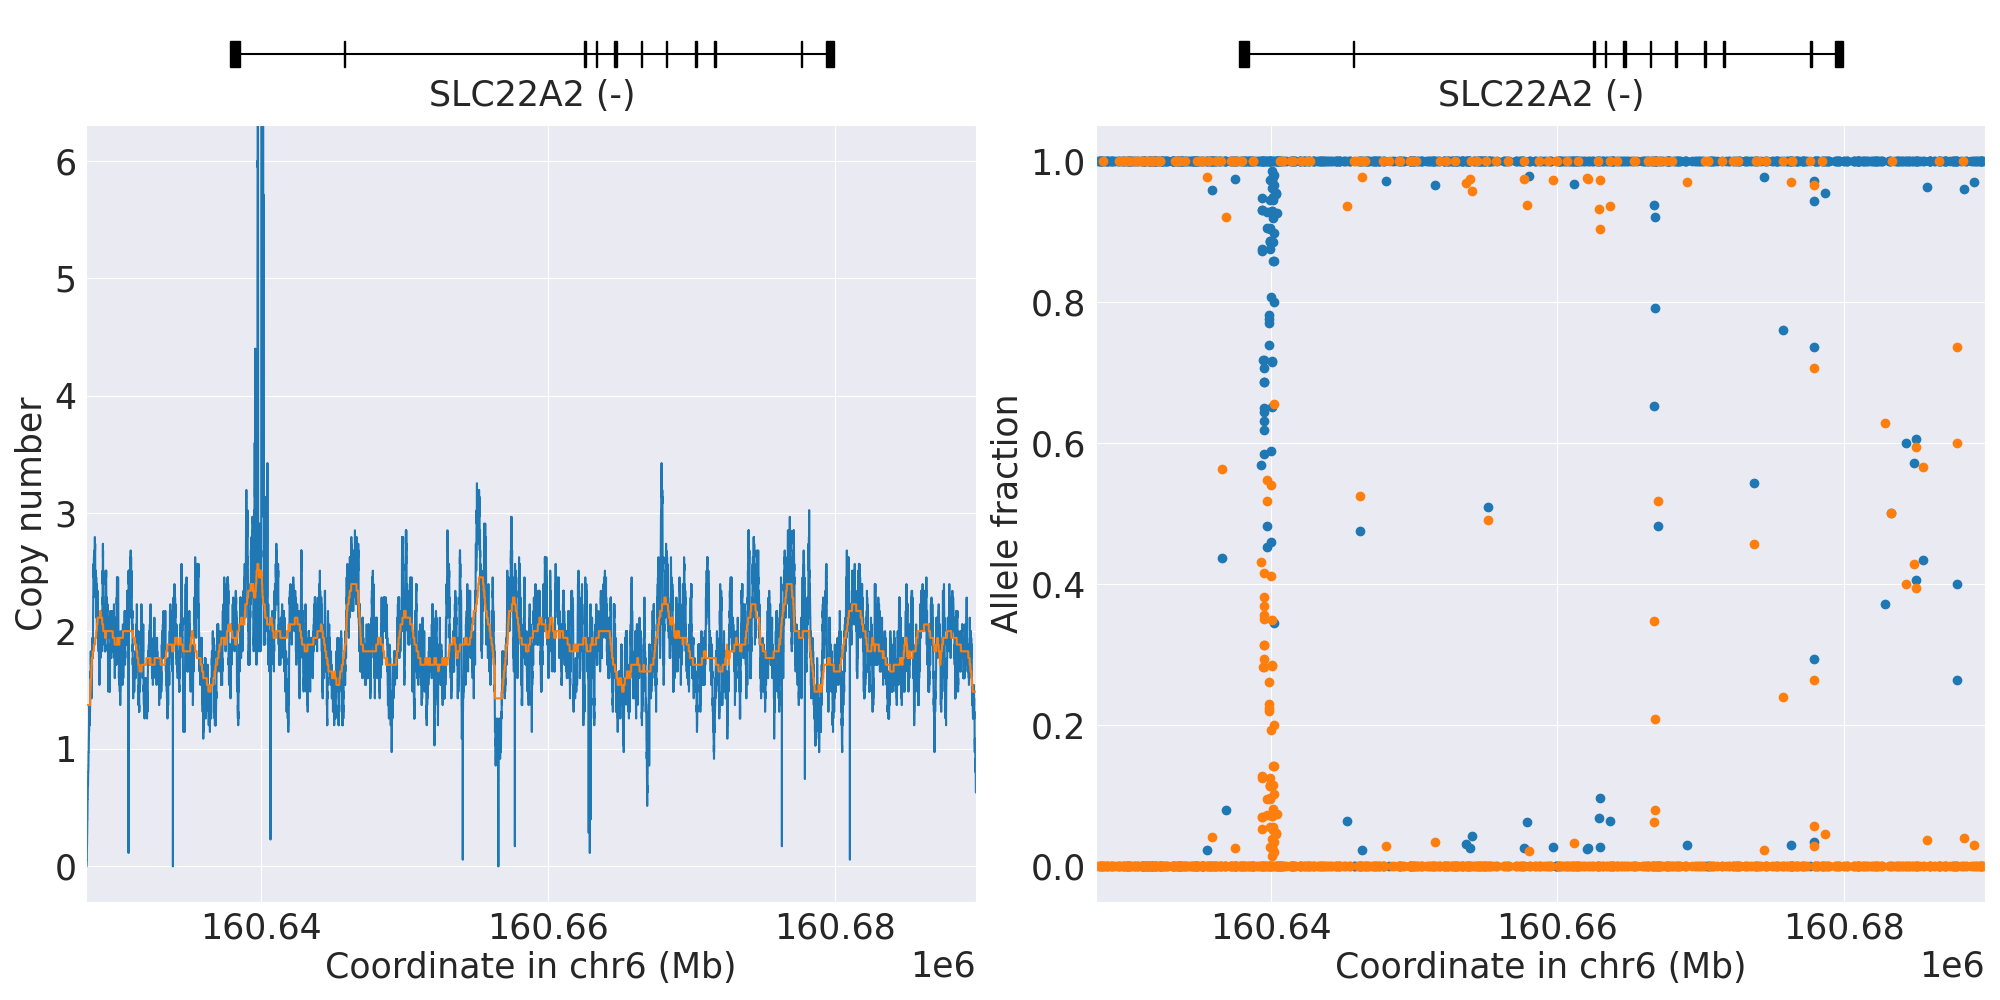 SLC22A2 (-)
6
5
4
3
2
1
0
Copy number
160.64
160.66
160.68
Coordinate in chr6 (Mb)
1e6
SLC22A2 (-)
1.0
0.8
0.6
0.4
0.2
0.0
Allele fraction
160.64
160.66
160.68
Coordinate in chr6 (Mb)
1e6